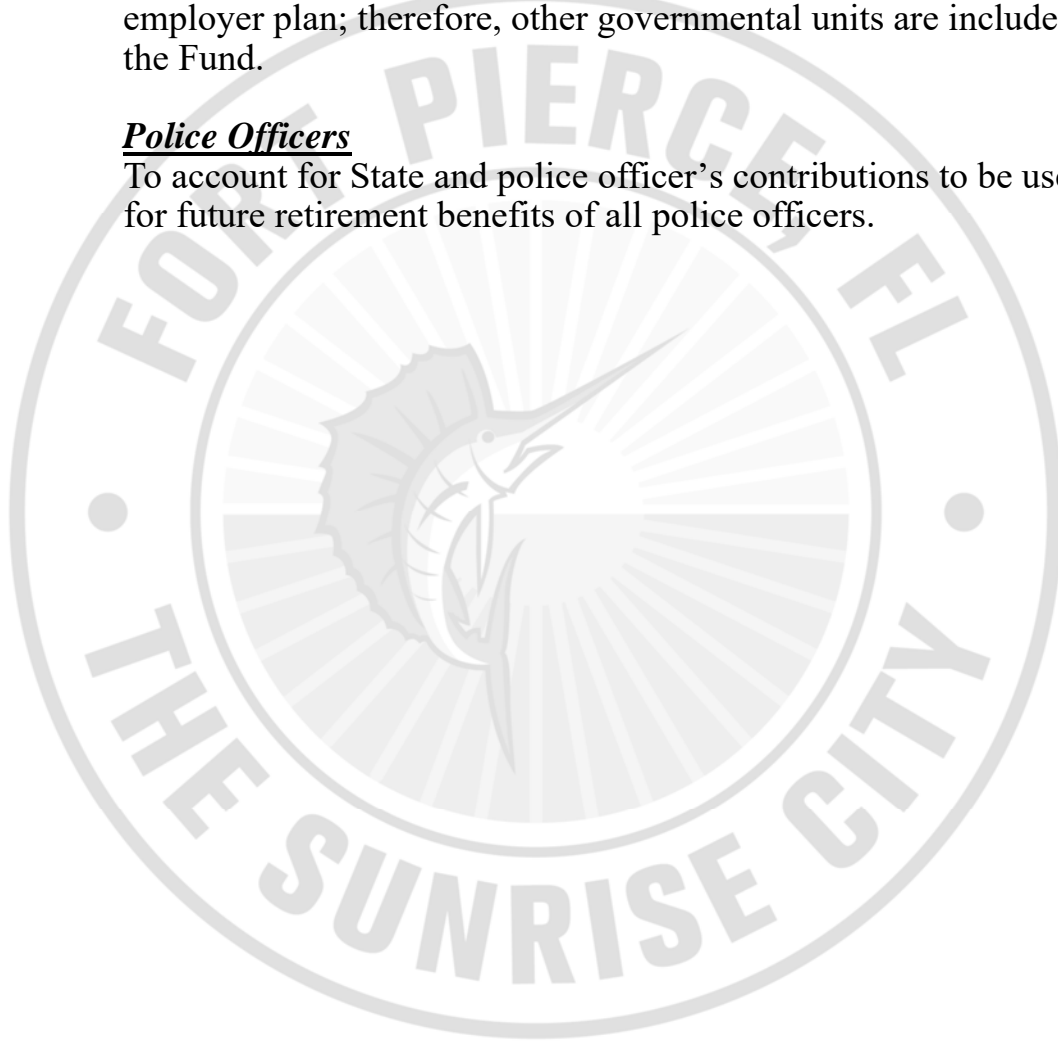 employer plan; therefore, other governmental units are include
the Fund.
Police Officers
To account for State and police officer’s contributions to be us
for future retirement benefits of all police officers.
FORT PIERCE, FL
THE SUNRISE CITY